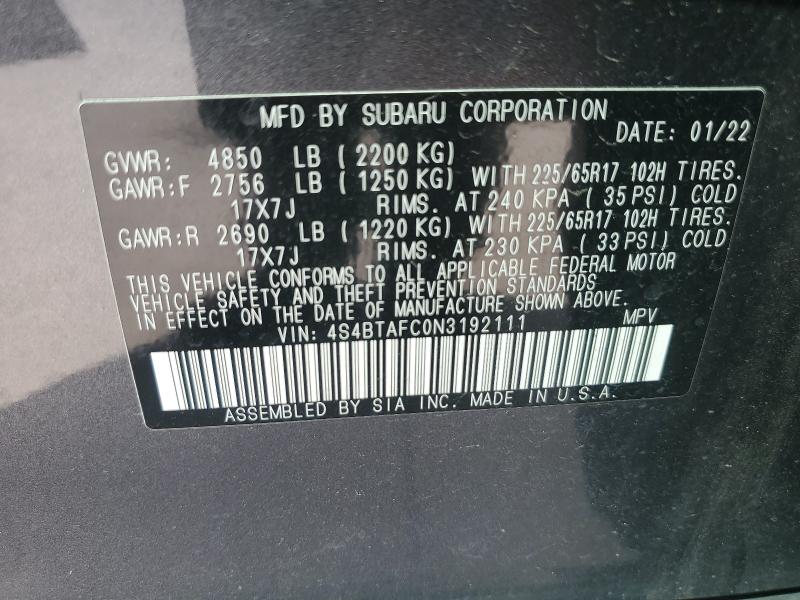 MFD BY SUBARU CORPORATION
DATE: 01/22
GVWR: 4850 LB ( 2200 KG)
GAWR:F 2756 LB ( 1250 KG) WITH 225/65R17 102H TIRES.
17X7J RIMS. AT 240 KPA ( 35 PSI) COLD
GAWR:R 2690 LB ( 1220 KG) WITH 225/65R17 102H TIRES.
17X7J RIMS. AT 230 KPA ( 33 PSI) COLD
THIS VEHICLE CONFORMS TO ALL APPLICABLE FEDERAL MOTOR
VEHICLE SAFETY AND THEFT PREVENTION STANDARDS
IN EFFECT ON THE DATE OF MANUFACTURE SHOWN ABOVE.
VIN: 4S4BTAFC0N3192111 MPV
ASSEMBLED BY SIA INC. MADE IN U.S.A.